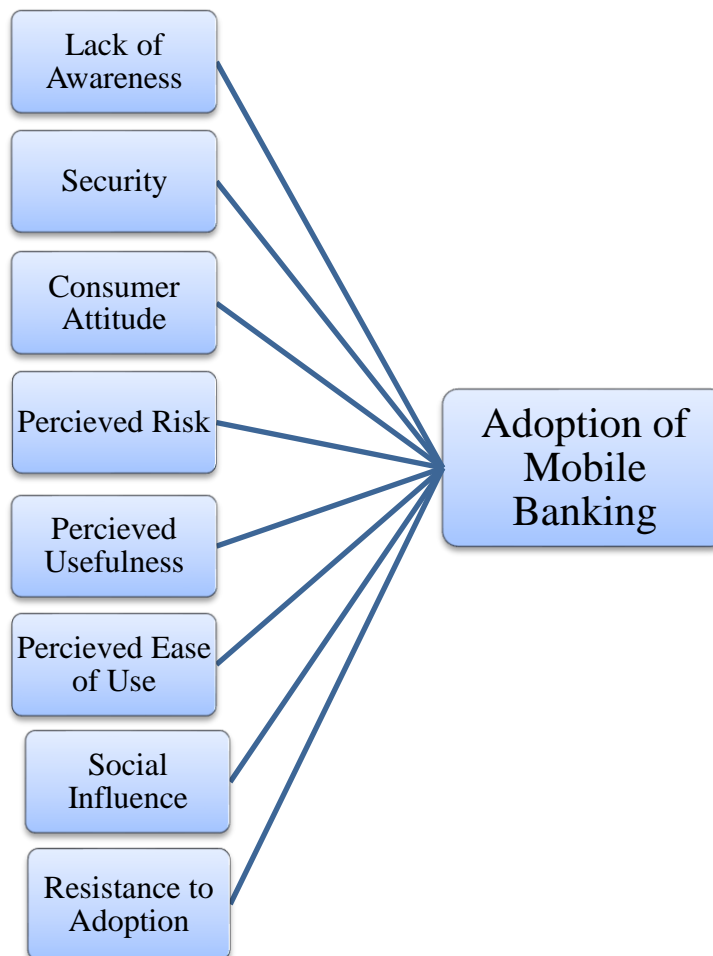 Lack of
Awareness
Security
Consumer
Attitude
Percieved Risk
Percieved
Usefulness
Percieved Ease
of Use
Social
Influence
Resistance to
Adoption
Adoption of
Mobile
Banking